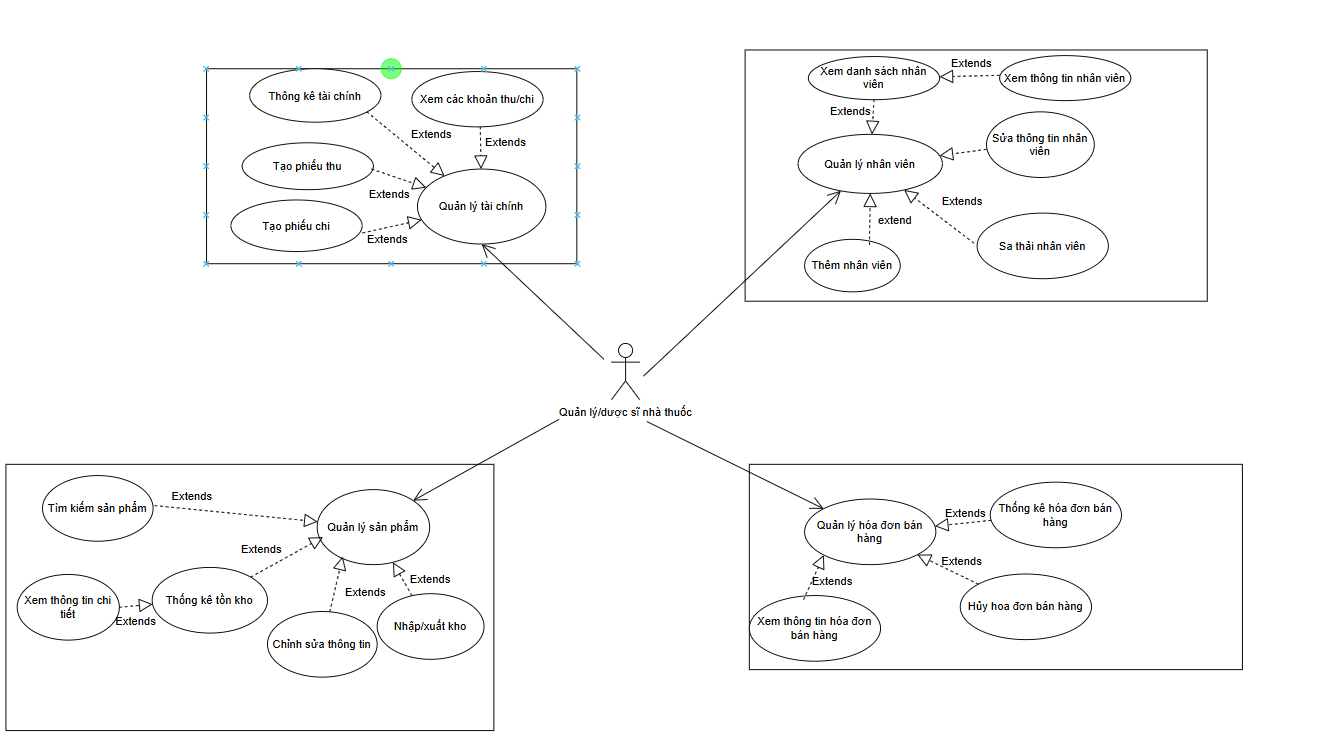 Thông kê tài chính
Xem các khoản thu/chi
Extends
Extends
Tạo phiếu thu
Extends
Quản lý tài chính
Tạo phiếu chi
Extends
Xem danh sách nhân
viên
Extends
Xem thông tin nhân viên
Extends
Sửa thông tin nhân
viên
Quản lý nhân viên
Extends
extend
Sa thải nhân viên
Thêm nhân viên
Quản lý/dược sĩ nhà thuốc
Tìm kiếm sản phẩm
Extends
Quản lý sản phẩm
Extends
Xem thông tin chi
tiết
Extends
Thống kê tồn kho
Extends
Extends
Chỉnh sửa thông tin
Nhập/xuất kho
Quản lý hóa đơn bán
hàng
Extends
Thống kê hóa đơn bán
hàng
Extends
Extends
Hủy hoa đơn bán hàng
Xem thông tin hóa đơn
bán hàng